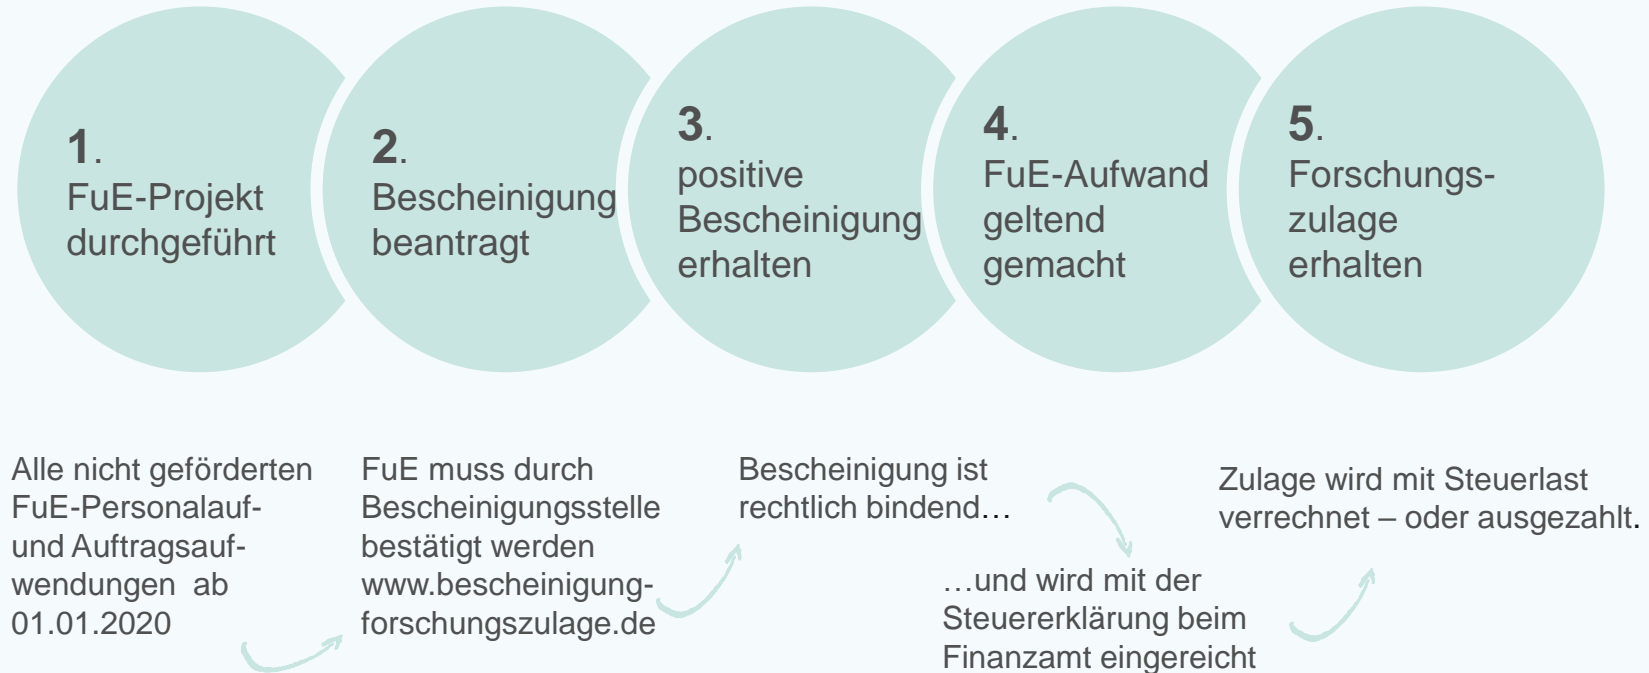 1.
FuE-Projekt
durchgeführt
2.
Bescheinigung
beantragt
3.
positive
Bescheinigung
erhalten
4.
FuE-Aufwand
geltend
gemacht
5.
Forschungs-
zulage
erhalten
Alle nicht geförderten
FuE-Personalauf-
und Auftragsauf-
wendungen ab
01.01.2020
FuE muss durch
Bescheinigungsstelle
bestätigt werden
www.bescheinigung-
forschungszulage.de
Bescheinigung ist
rechtlich bindend…
…und wird mit der
Steuererklärung beim
Finanzamt eingereicht
Zulage wird mit Steuerlast
verrechnet – oder ausgezahlt.